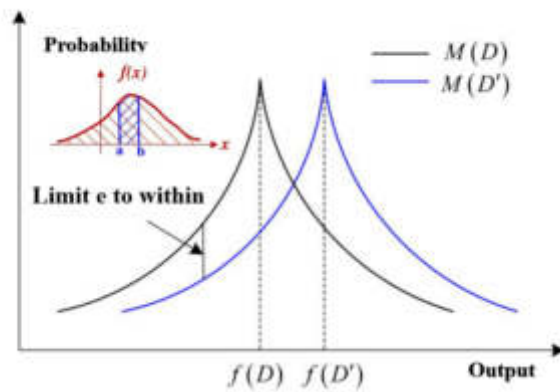 Probability
f(x)
a b
x
M(D)
M(D')
Limit e to within
f(D) f(D')
Output